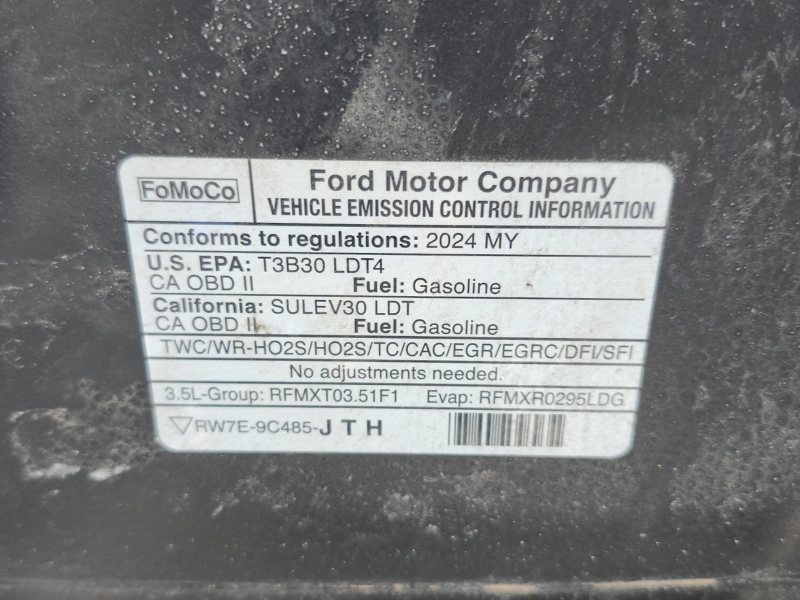 FoMoCo
Ford Motor Company
VEHICLE EMISSION CONTROL INFORMATION
Conforms to regulations: 2024 MY
U.S. EPA: T3B30 LDT4
CA OBD II Fuel: Gasoline
California: SULEV30 LDT
CA OBD II Fuel: Gasoline
TWC/WR-HO2S/HO2S/TC/CAC/EGR/EGRC/DFI/SFI
No adjustments needed.
3.5L-Group: RFMXT03.51F1 Evap: RFMXR0295LDG
RW7E-9C485-J T H